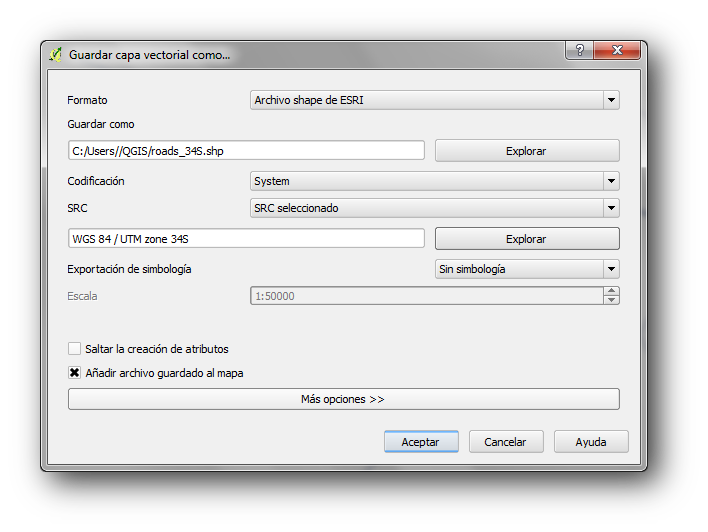 Guardar capa vectorial como...
?
Formato Archivo shape de ESRI
Guardar como
C:/Users//QGIS/roads_34S.shp Explorar
Codificación System
SRC SRC seleccionado
WGS 84 / UTM zone 34S Explorar
Exportación de simbología Sin simbología
Escala 1:50000
Saltar la creación de atributos
Añadir archivo guardado al mapa
Más opciones >>
Aceptar Cancelar Ayuda